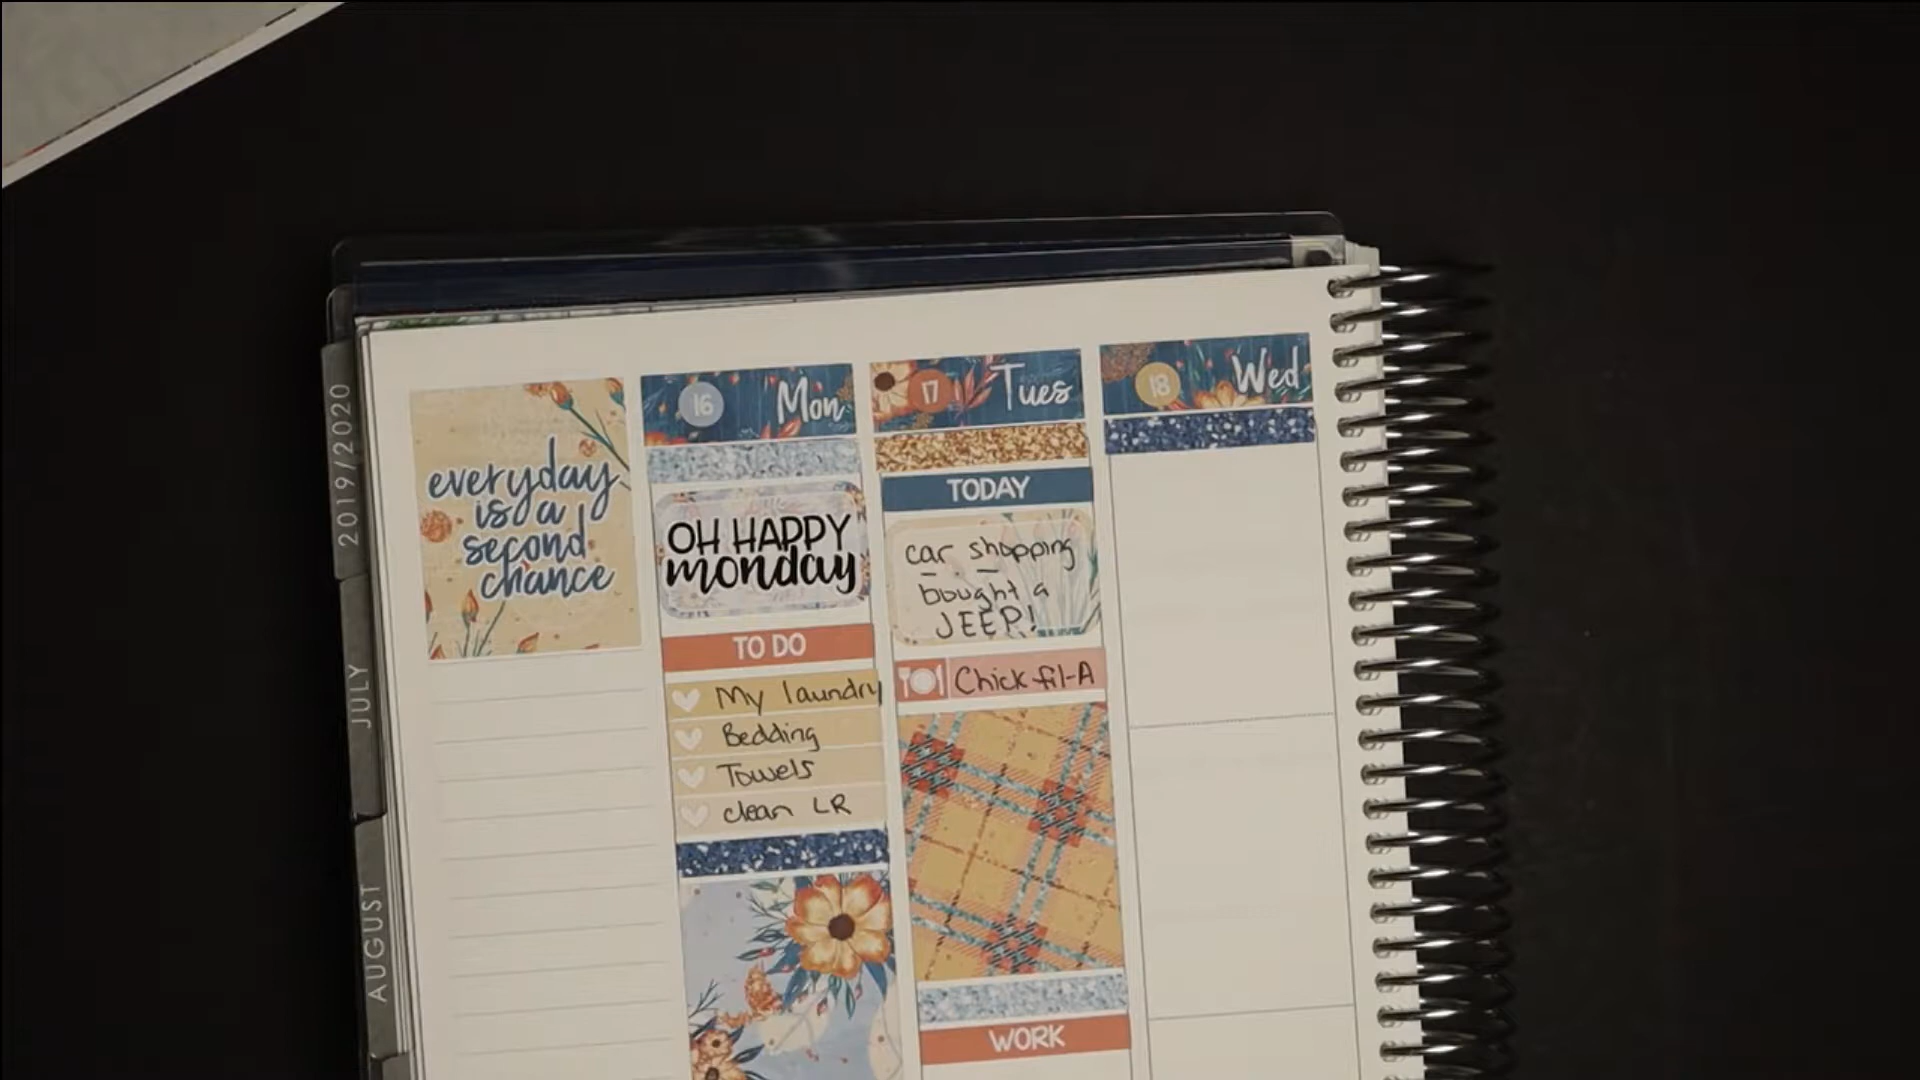 2019/2020
JULY
AUGUST
everyday
is a
second
chance
16 Mon
OH HAPPY
monday
TO DO
My laundry
Bedding
Towels
clean LR
17 Tues
TODAY
car shopping
bought a
JEEP!
Chick-fil-A
WORK
18 Wed